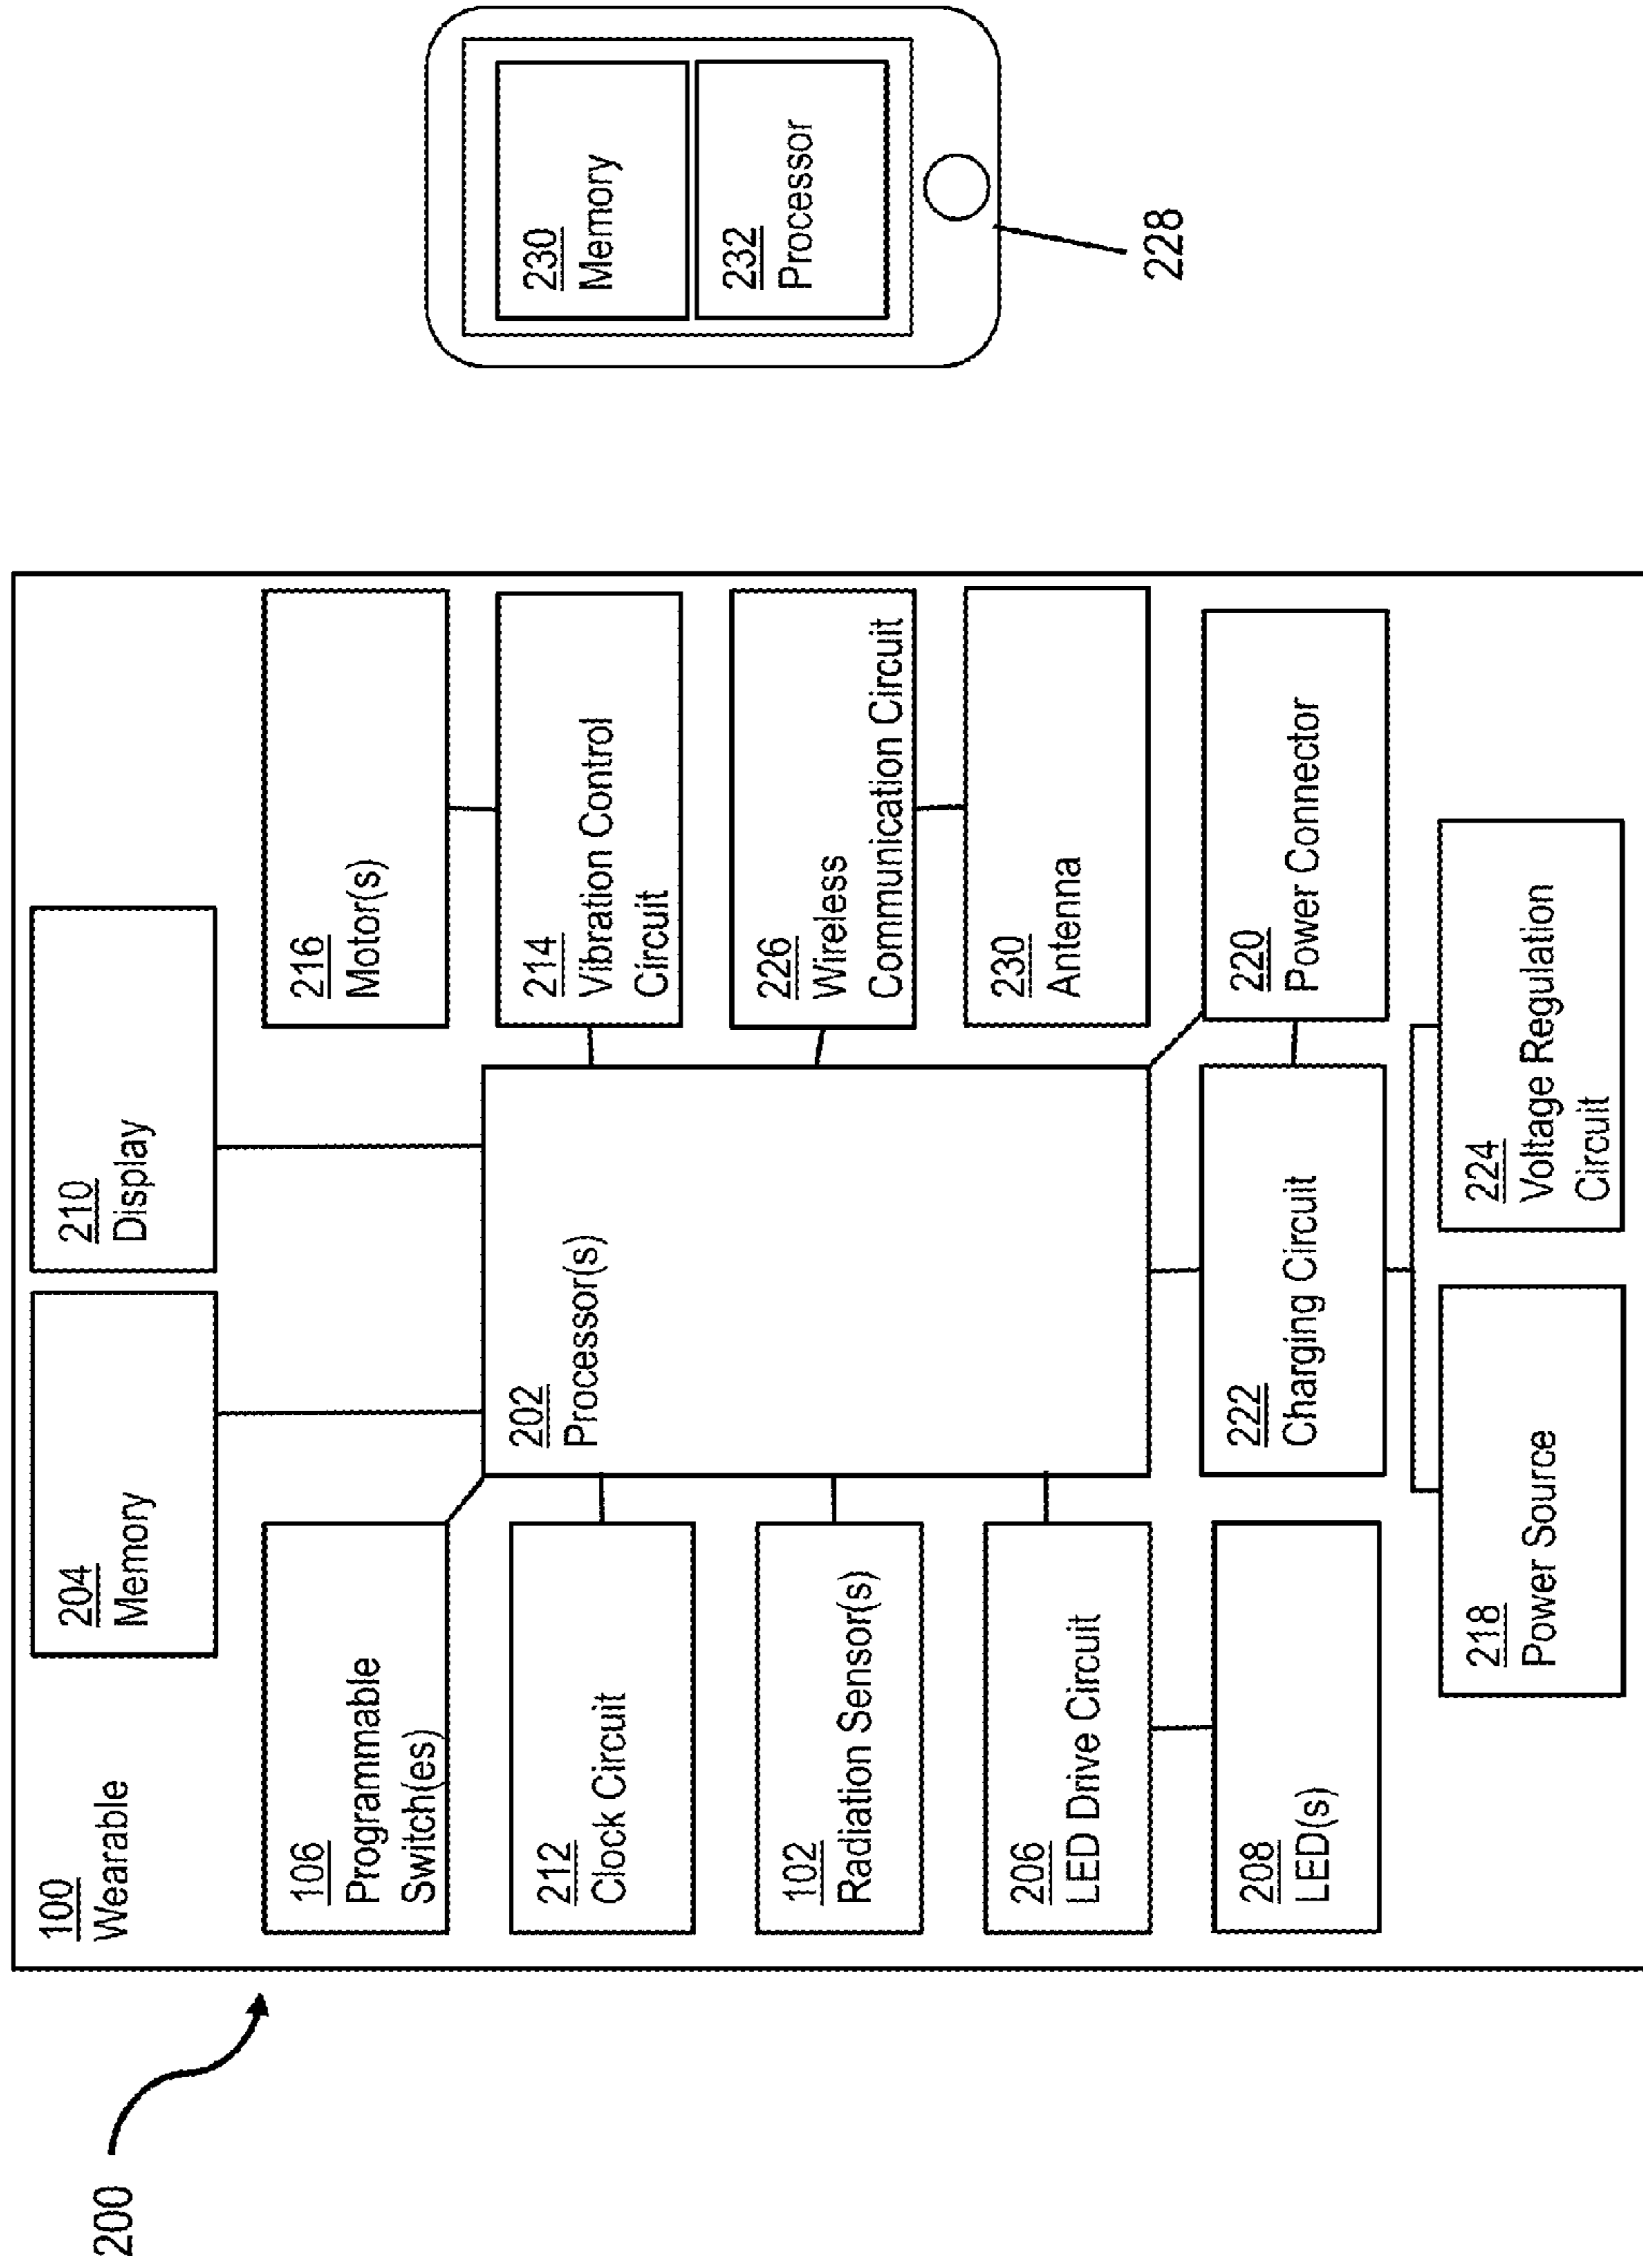 200
100
Wearable
204
Memory
210
Display
106
Programmable
Switch(es)
212
Clock Circuit
102
Radiation Sensor(s)
206
LED Drive Circuit
208
LED(s)
202
Processor(s)
216
Motor(s)
214
Vibration Control
Circuit
226
Wireless
Communication Circuit
230
Antenna
220
Power Connector
222
Charging Circuit
218
Power Source
224
Voltage Regulation
Circuit
230
Memory
232
Processor
228